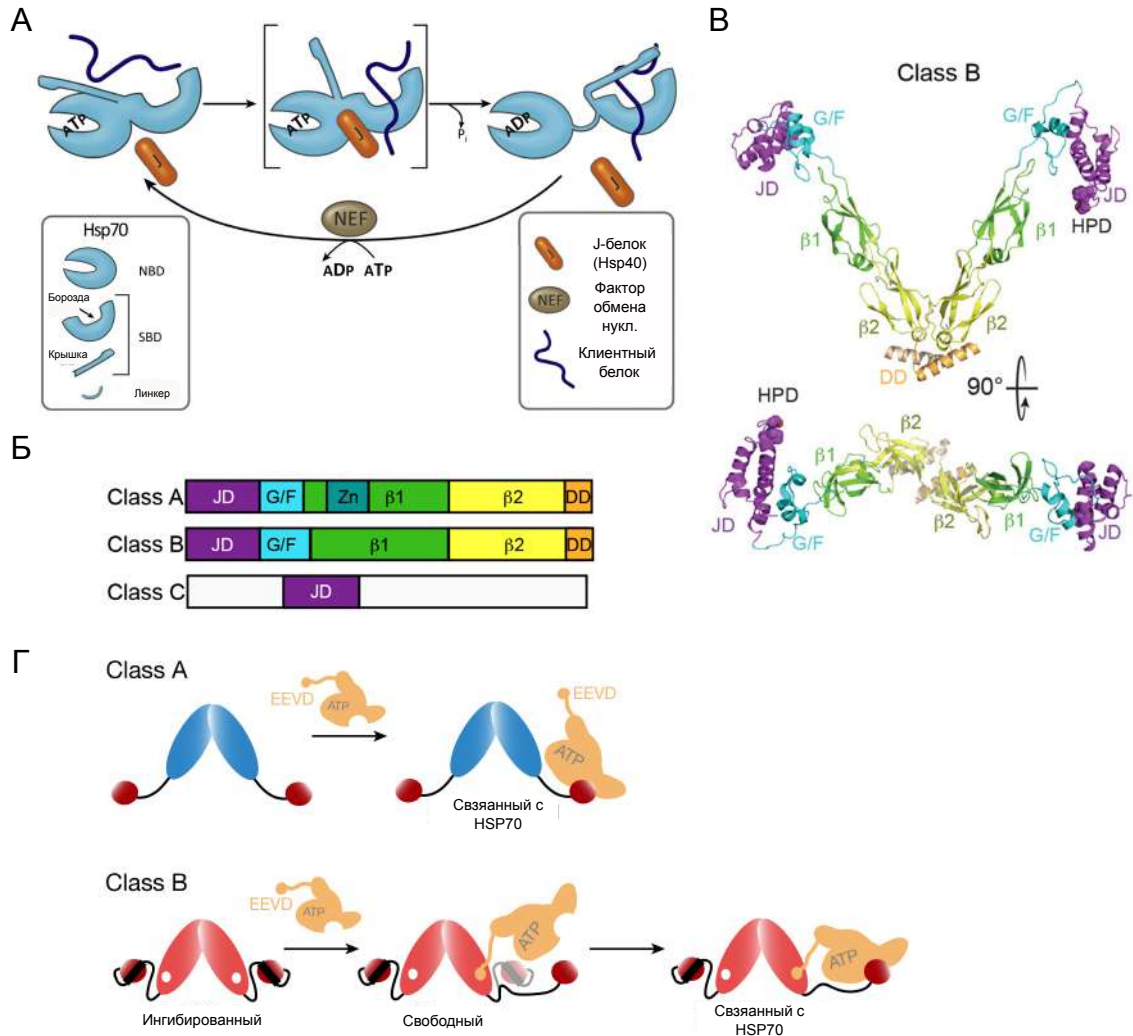 А
ATP
J
ATP
J
Pi
ADP
J
NEF
ADP ATP
Hsp70
NBD
Борозда
SBD
Крышка
Линкер
J
J-белок
(Hsp40)
NEF
Фактор
обмена
нукл.
Клиентный
белок
В
Class B
G/F
JD
G/F
JD
HPD
β1
β1
β2
β2
DD
90°
HPD
β2
β1
JD
G/F
β2
β1
G/F
JD
Б
Class A JD G/F Zn β1 β2 DD
Class B JD G/F β1 β2 DD
Class C JD
Г
Class A
EEVD
ATP
EEVD
ATP
Свзяанный с
HSP70
Class B
EEVD
ATP
ATP
ATP
Ингибированный
Свободный
Свзяанный с
HSP70